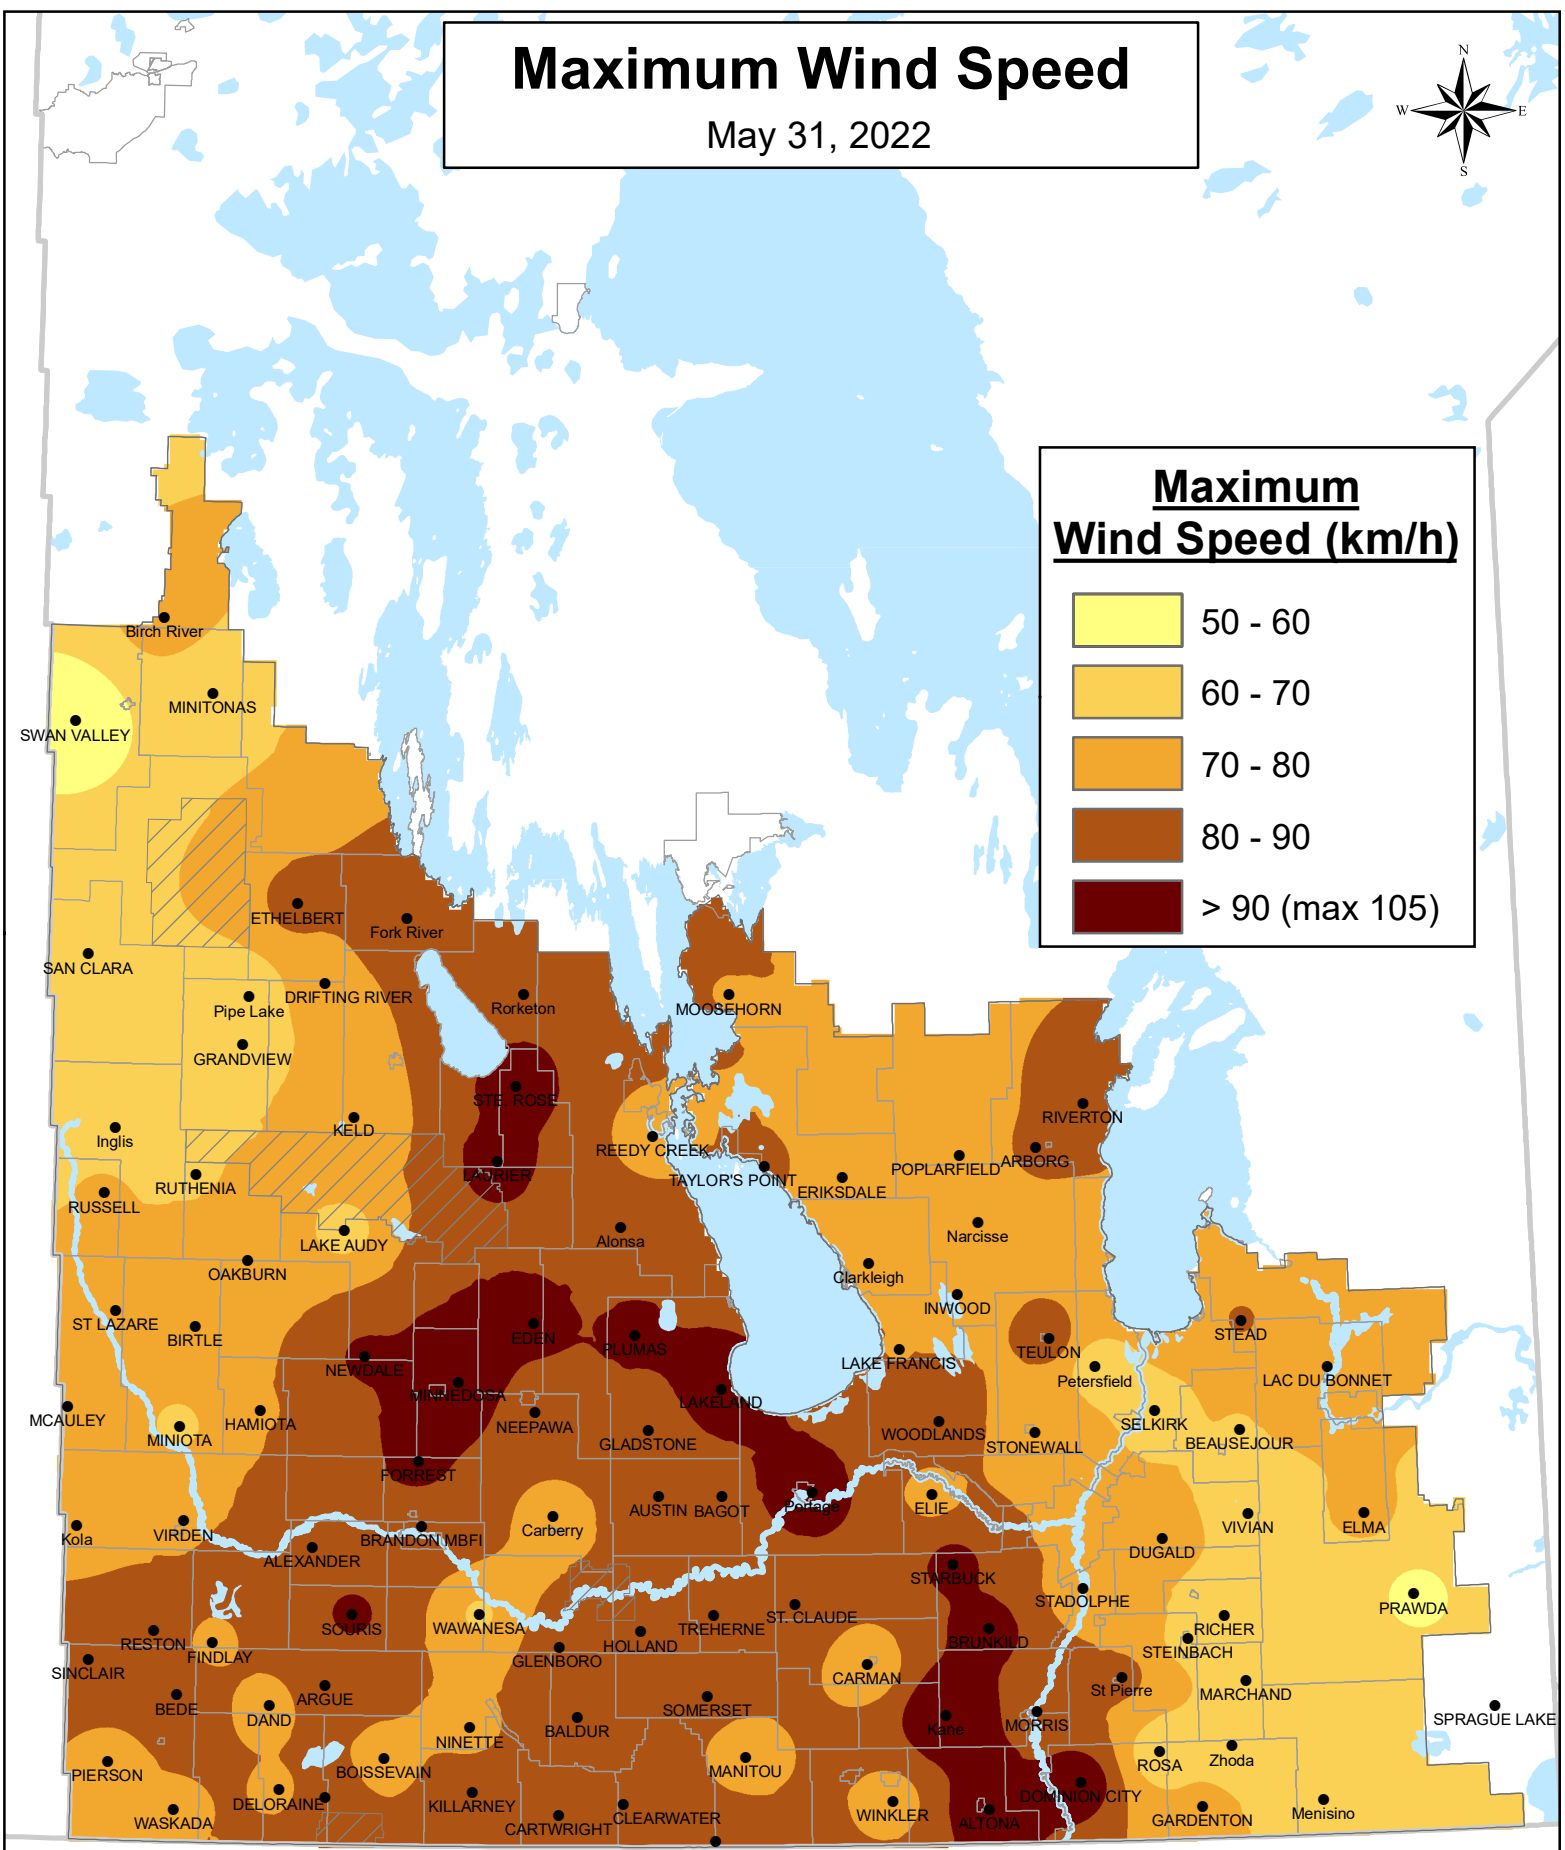 Maximum Wind Speed
May 31, 2022
N
W
E
S
Maximum
Wind Speed (km/h)
50 - 60
60 - 70
70 - 80
80 - 90
> 90 (max 105)
Birch River
MINITONAS
SWAN VALLEY
ETHELBERT
Fork River
SAN CLARA
DRIFTING RIVER
Pipe Lake
Rorketon
MOOSEHORN
GRANDVIEW
STE. ROSE
RIVERTON
KELD
Inglis
REEDY CREEK
ARBORG
POPLARFIELD
LAURIER
TAYLOR'S POINT
ERIKSDALE
RUTHENIA
RUSSELL
Narcisse
Alonsa
LAKE AUDY
OAKBURN
Clarkleigh
INWOOD
ST LAZARE
BIRTLE
EDEN
PLUMAS
STEAD
TEULON
LAKE FRANCIS
NEWDALE
Petersfield
LAC DU BONNET
MINNEDOSA
LAKELAND
MCAULEY
HAMIOTA
MINIOTA
NEEPAWA
GLADSTONE
WOODLANDS
STONEWALL
SELKIRK
BEAUSEJOUR
FORREST
Portage
ELIE
AUSTIN
BAGOT
Carberry
Kola
VIRDEN
BRANDON MBFI
VIVIAN
ELMA
ALEXANDER
DUGALD
STARBUCK
STADOLPHE
PRAWDA
SOURIS
WAWANESA
TREHERNE
ST. CLAUDE
RICHER
RESTON
FINDLAY
HOLLAND
BRUNKILD
STEINBACH
GLENBORO
SINCLAIR
CARMAN
St Pierre
MARCHAND
BEDE
ARGUE
SOMERSET
DAND
Kane
MORRIS
SPRAGUE LAKE
BALDUR
NINETTE
ROSA
Zhoda
PIERSON
BOISSEVAIN
MANITOU
DOMINION CITY
DELORAINE
KILLARNEY
WASKADA
CARTWRIGHT
CLEARWATER
WINKLER
ALTONA
GARDENTON
Menisino